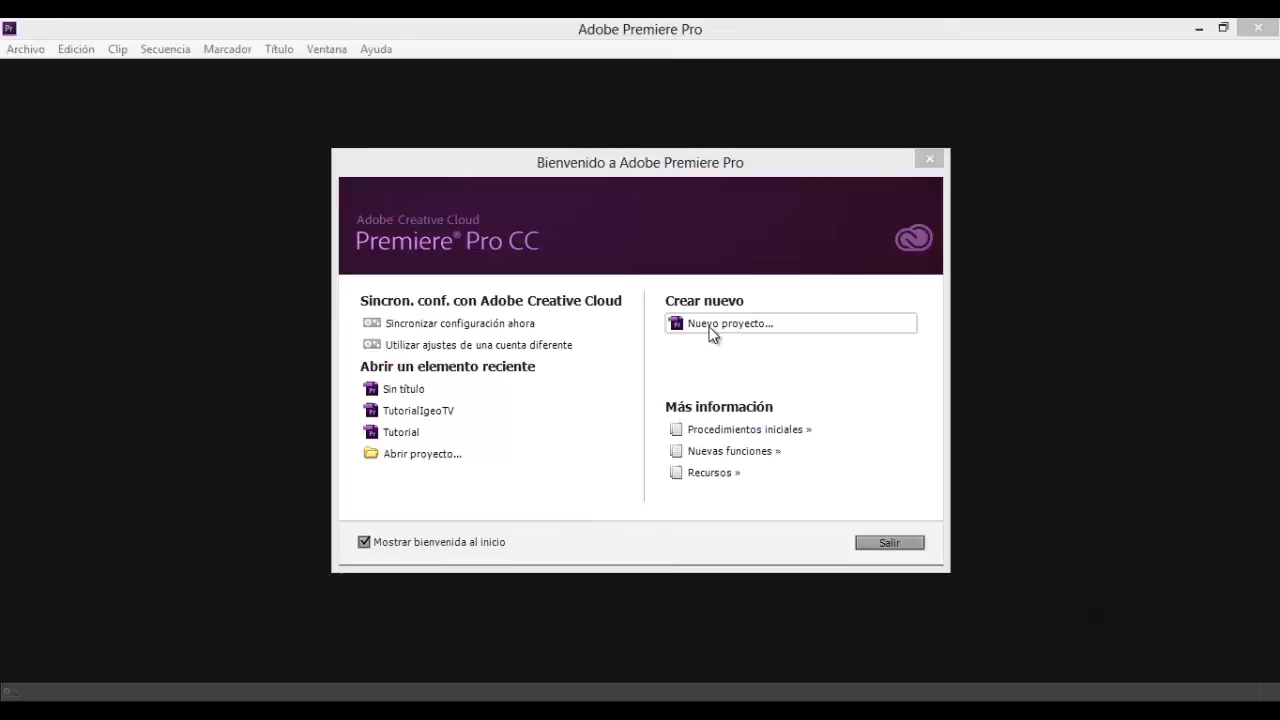 Adobe Premiere Pro
Archivo Edición Clip Secuencia Marcador Título Ventana Ayuda
Bienvenido a Adobe Premiere Pro
Adobe Creative Cloud
Premiere® Pro CC
Sincron. conf. con Adobe Creative Cloud
Sincronizar configuración ahora
Utilizar ajustes de una cuenta diferente
Abrir un elemento reciente
Sin título
TutorialIgeoTV
Tutorial
Abrir proyecto...
Crear nuevo
Nuevo proyecto...
Más información
Procedimientos iniciales »
Nuevas funciones »
Recursos »
Mostrar bienvenida al inicio
Salir